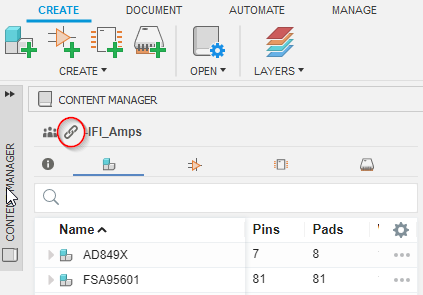 CREATE DOCUMENT AUTOMATE MANAGE
CREATE OPEN LAYERS
CONTENT MANAGER
CONTENT MANAGER
-IFI_Amps
Name Pins Pads
AD849X 7 8
FSA95601 81 81